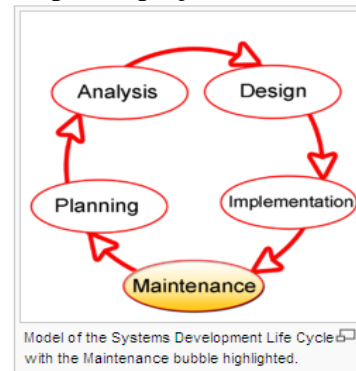 Analysis
Design
Planning
Implementation
Maintenance
Model of the Systems Development Life Cycle
with the Maintenance bubble highlighted.